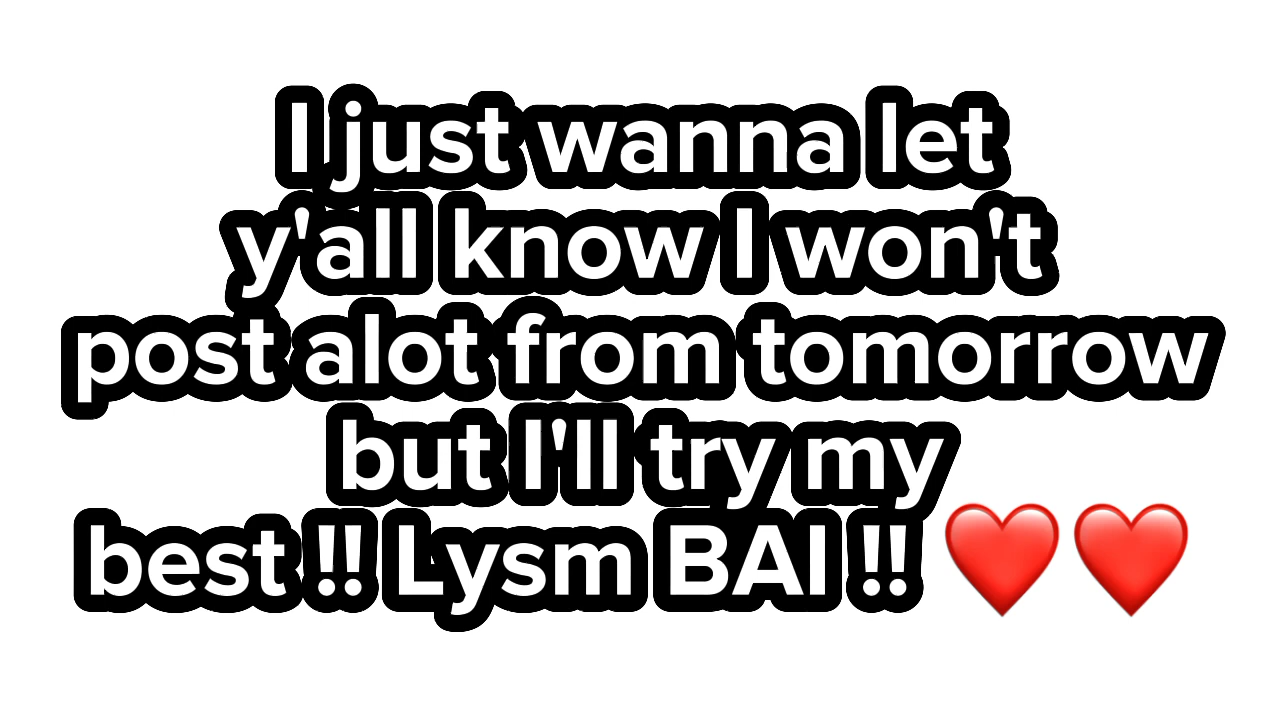 I just wanna let
y'all know I won't
post alot from tomorrow
but I'll try my
best !! Lysm BAI !! ❤️❤️